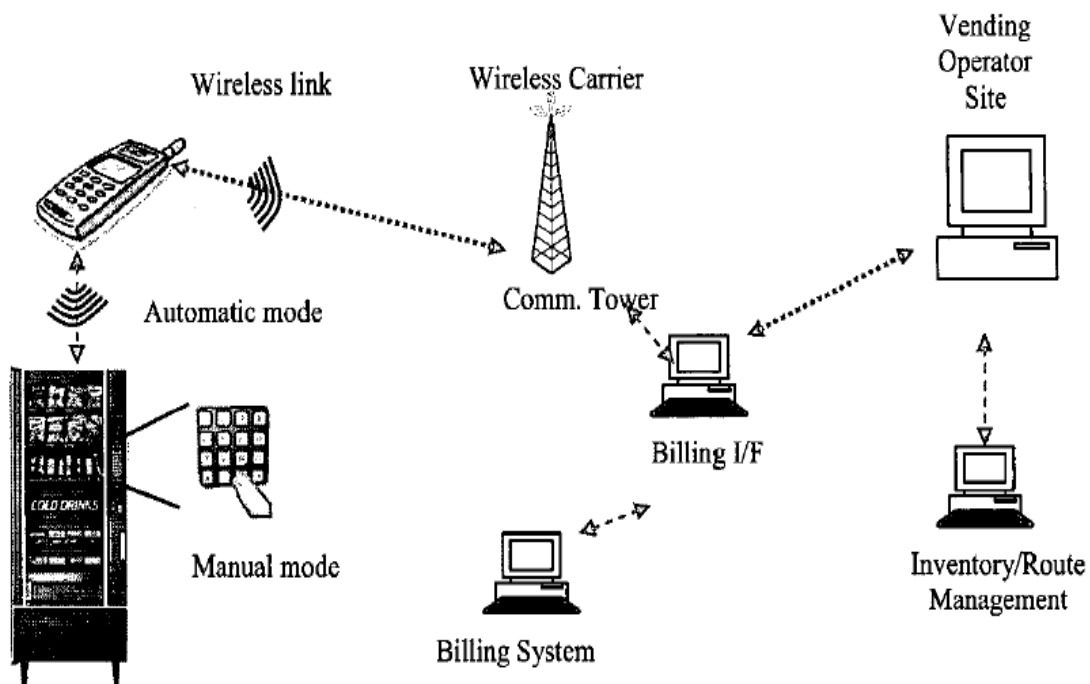 Vending
Operator
Site
Wireless link
Wireless Carrier
Automatic mode
Comm. Tower
Billing I/F
COLD DRINKS
Manual mode
Billing System
Inventory/Route
Management